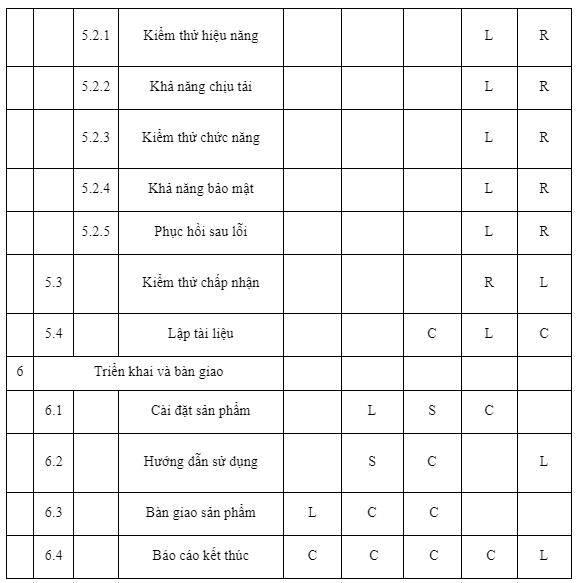 5.2.1 Kiểm thử hiệu năng L R
5.2.2 Khả năng chịu tải L R
5.2.3 Kiểm thử chức năng L R
5.2.4 Khả năng bảo mật L R
5.2.5 Phục hồi sau lỗi L R
5.3 Kiểm thử chấp nhận R L
5.4 Lập tài liệu C L C
6 Triển khai và bàn giao
6.1 Cài đặt sản phẩm L S C
6.2 Hướng dẫn sử dụng S C L
6.3 Bàn giao sản phẩm L C C
6.4 Báo cáo kết thúc C C C C L